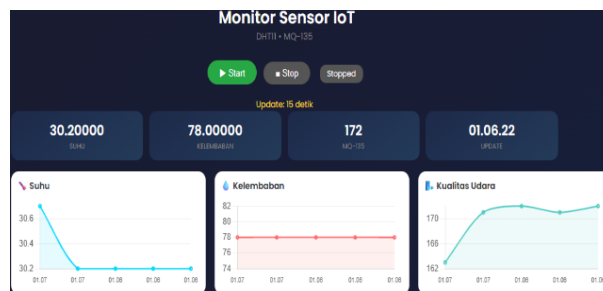 Monitor Sensor IoT
DHT11 • MQ-135
▶ Start
■ Stop
Stopped
Update: 15 detik
30.20000
SUHU
78.00000
KELEMBABAN
172
MQ-135
01.06.22
UPDATE
Suhu
30.6
30.4
30.2
01.07 01.07 01.08 01.08 01.08
Kelembaban
82
80
78
76
74
01.07 01.07 01.08 01.08 01.08
Kualitas Udara
170
166
162
01.07 01.07 01.08 01.08 01.08